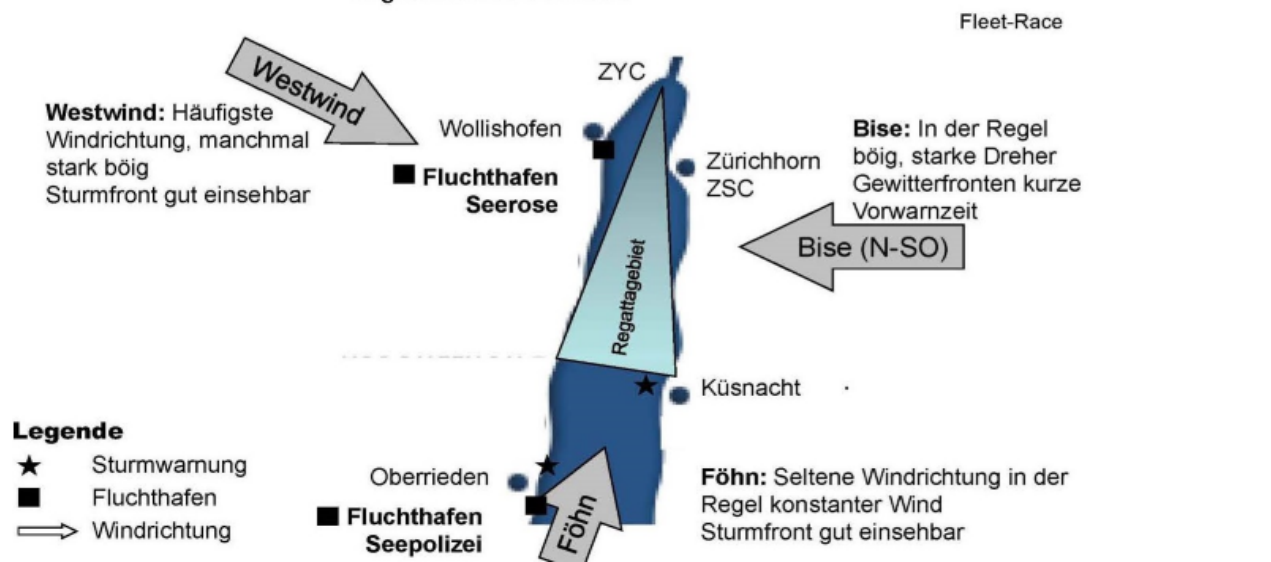 Fleet-Race
ZYC
Westwind
Westwind: Häufigste
Windrichtung, manchmal
stark böig
Sturmfront gut einsehbar
Wollishofen
Fluchthafen
Seerose
Zürichhorn
ZSC
Bise: In der Regel
böig, starke Dreher
Gewitterfronten kurze
Vorwarnzeit
Bise (N-SO)
Regattagebiet
Küsnacht
Legende
Sturmwarnung
Fluchthafen
Windrichtung
Oberrieden
Fluchthafen
Seepolizei
Föhn
Föhn: Seltene Windrichtung in der
Regel konstanter Wind
Sturmfront gut einsehbar